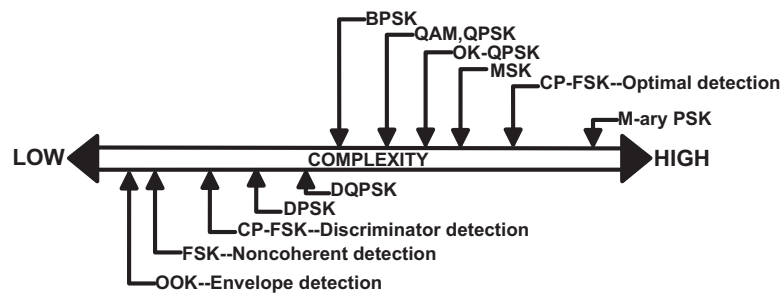 BPSK
QAM,QPSK
OK-QPSK
MSK
CP-FSK--Optimal detection
M-ary PSK
LOW COMPLEXITY HIGH
DQPSK
DPSK
CP-FSK--Discriminator detection
FSK--Noncoherent detection
OOK--Envelope detection